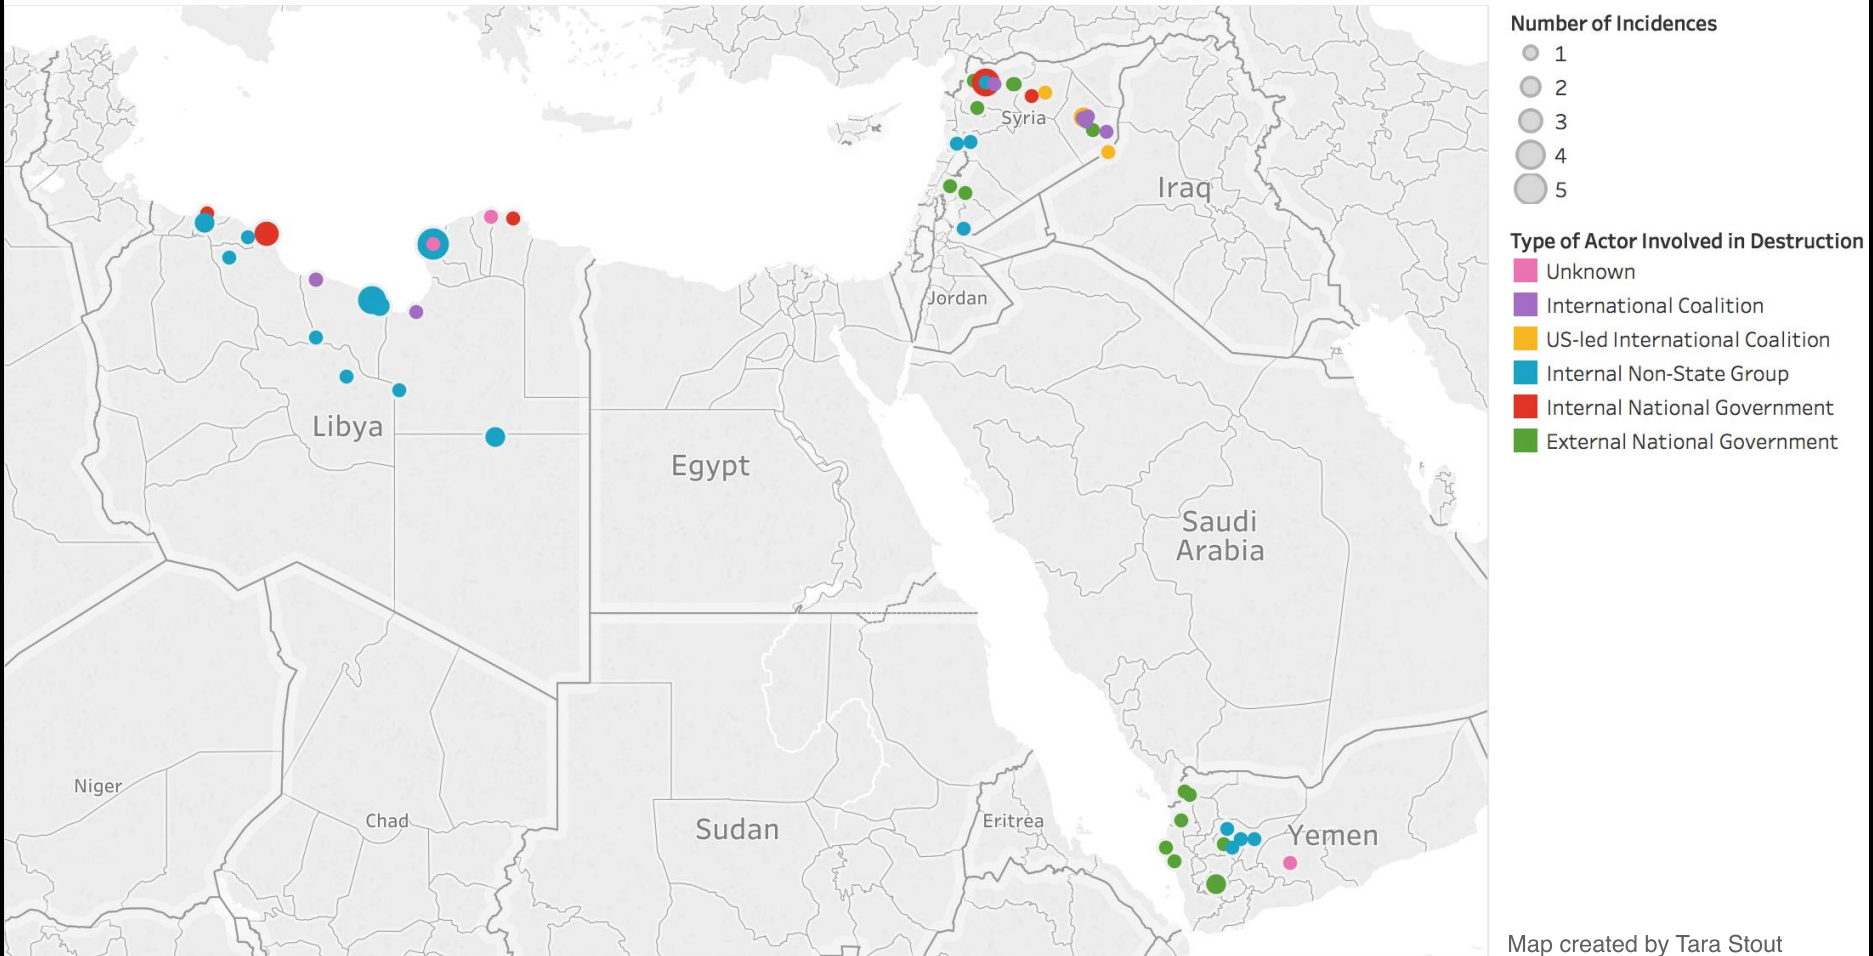 Number of Incidences
1
2
3
4
5
Type of Actor Involved in Destruction
Unknown
International Coalition
US-led International Coalition
Internal Non-State Group
Internal National Government
External National Government
Syria
Iraq
Jordan
Libya
Egypt
Saudi
Arabia
Niger
Chad
Sudan
Eritrea
Yemen
Map created by Tara Stout